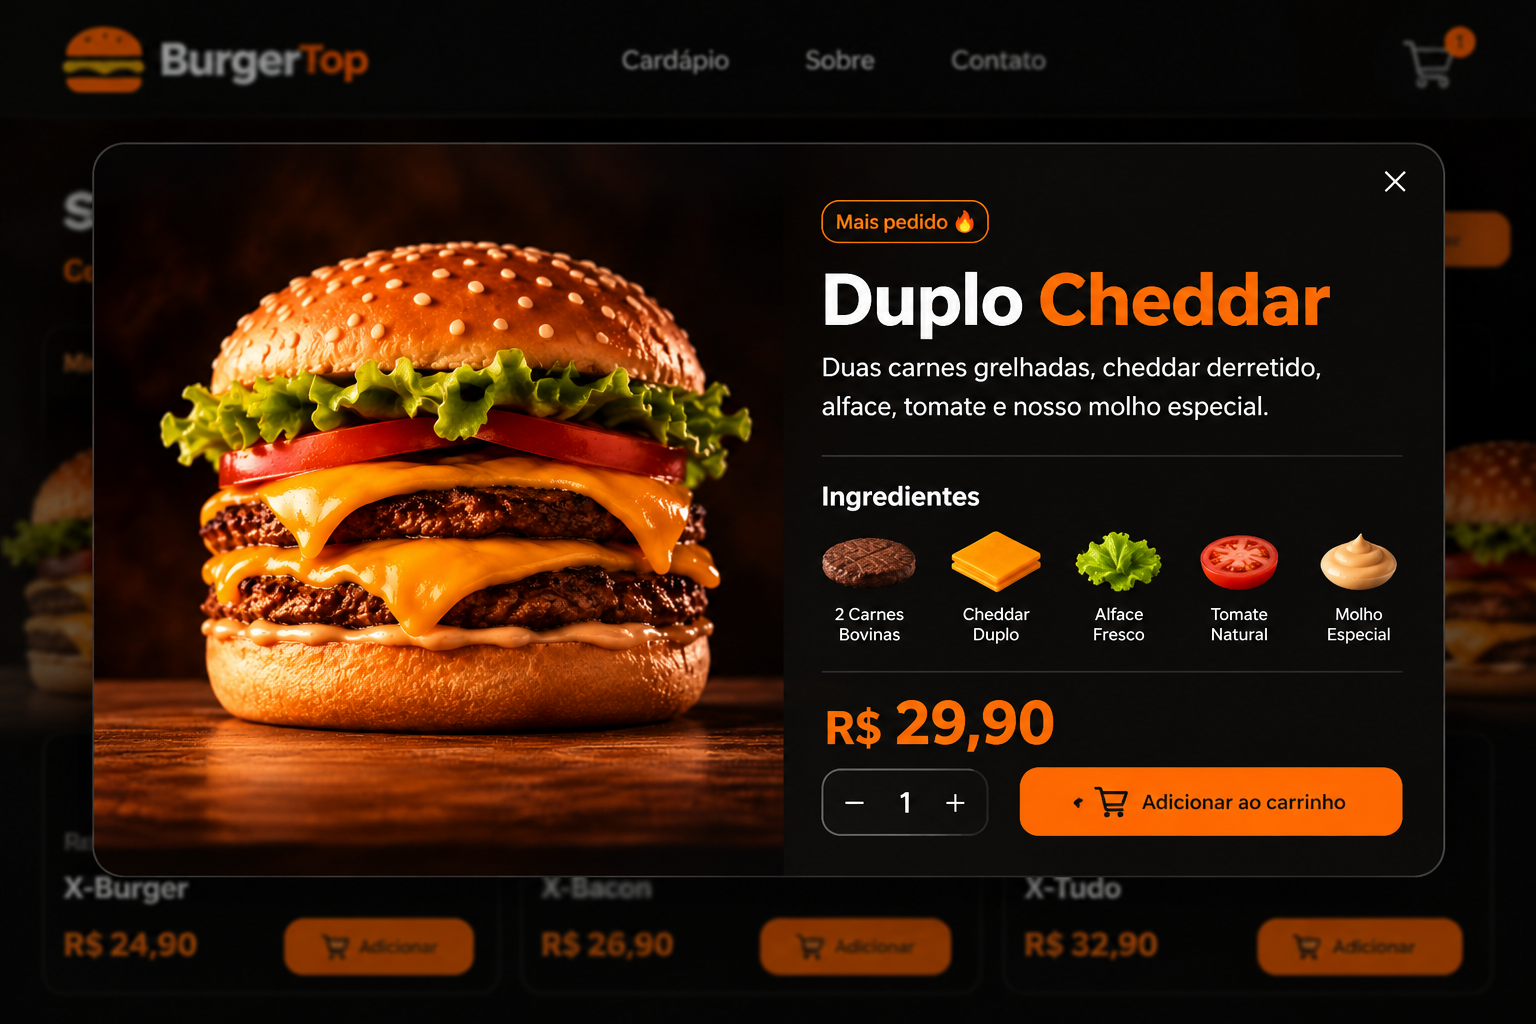 BurgerTop
Cardápio
Sobre
Contato
1
S
Co
Mais pedido 🔥
Duplo Cheddar
Duas carnes grelhadas, cheddar derretido,
alface, tomate e nosso molho especial.
Ingredientes
2 Carnes
Bovinas
Cheddar
Duplo
Alface
Fresco
Tomate
Natural
Molho
Especial
R$ 29,90
− 1 +
Adicionar ao carrinho
X-Burger
X-Bacon
X-Tudo
R$ 24,90
Adicionar
R$ 26,90
Adicionar
R$ 32,90
Adicionar